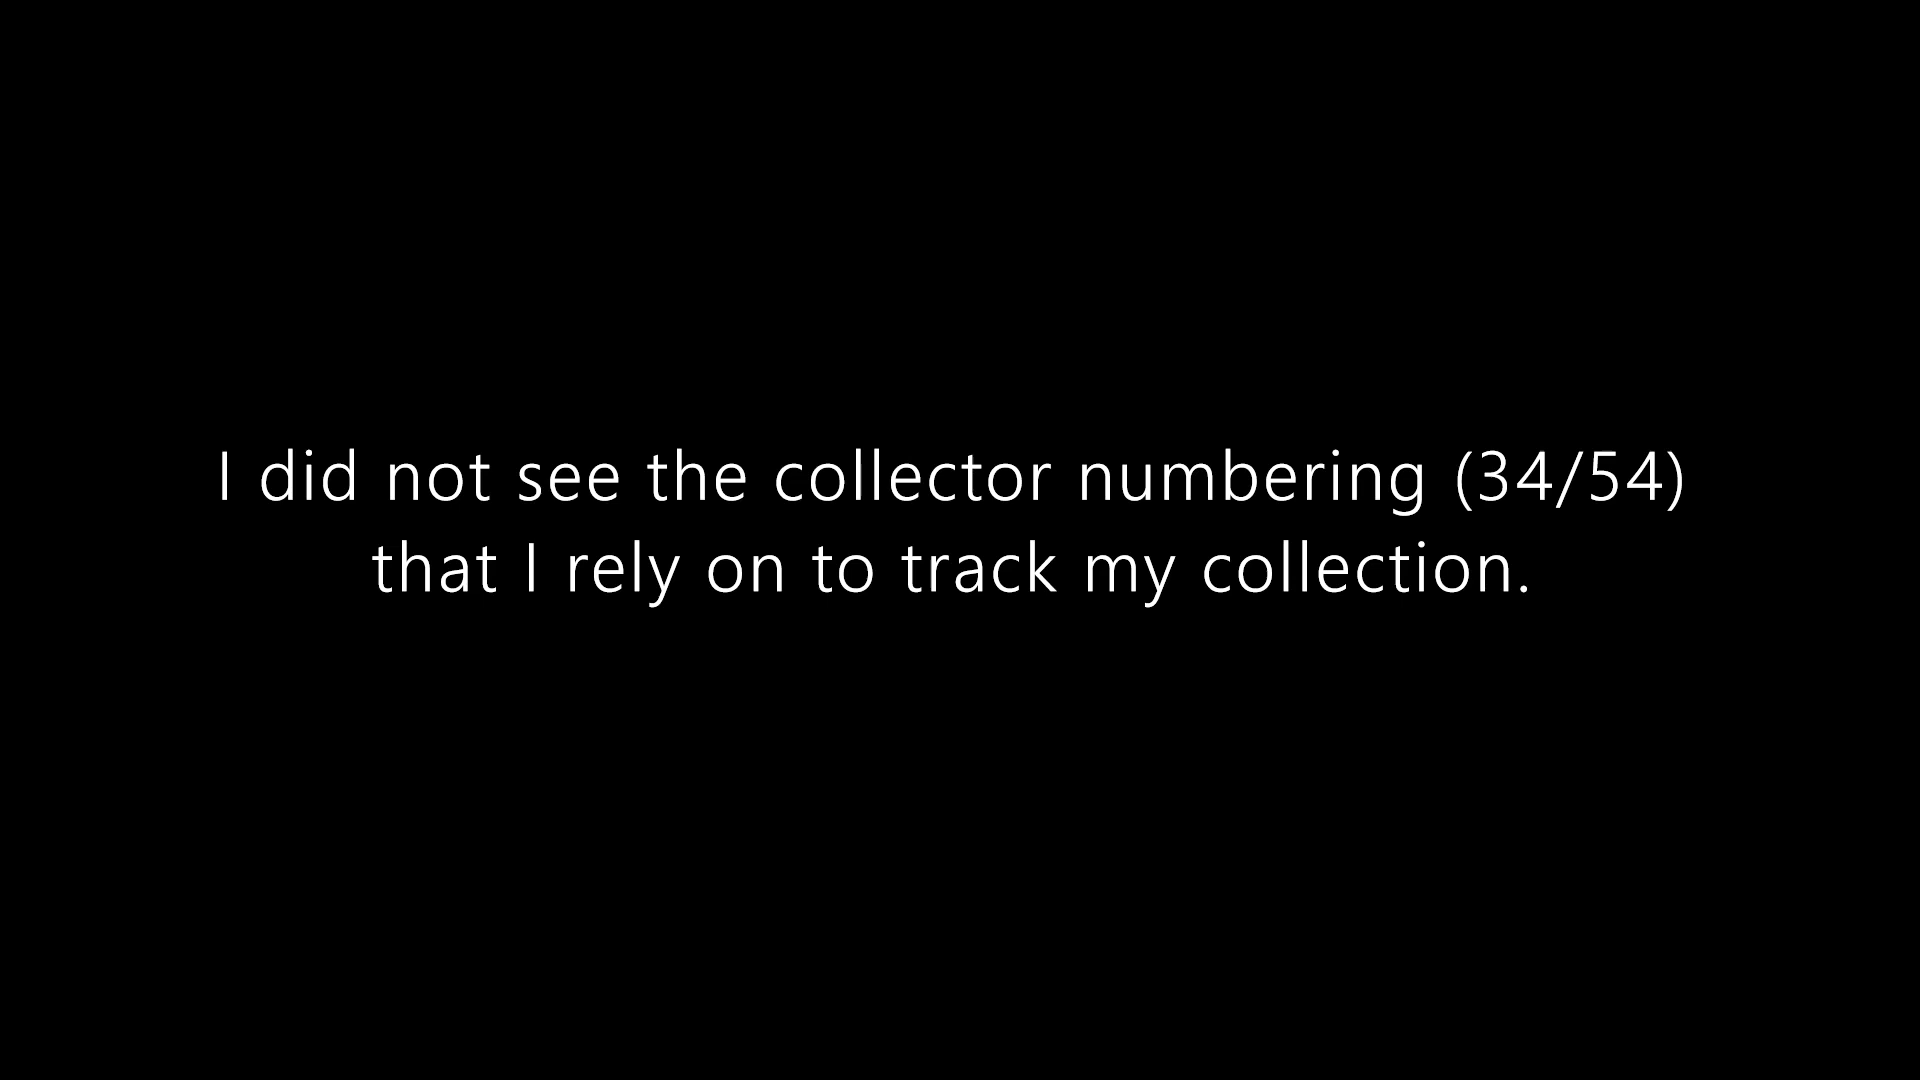 I did not see the collector numbering (34/54)
that I rely on to track my collection.